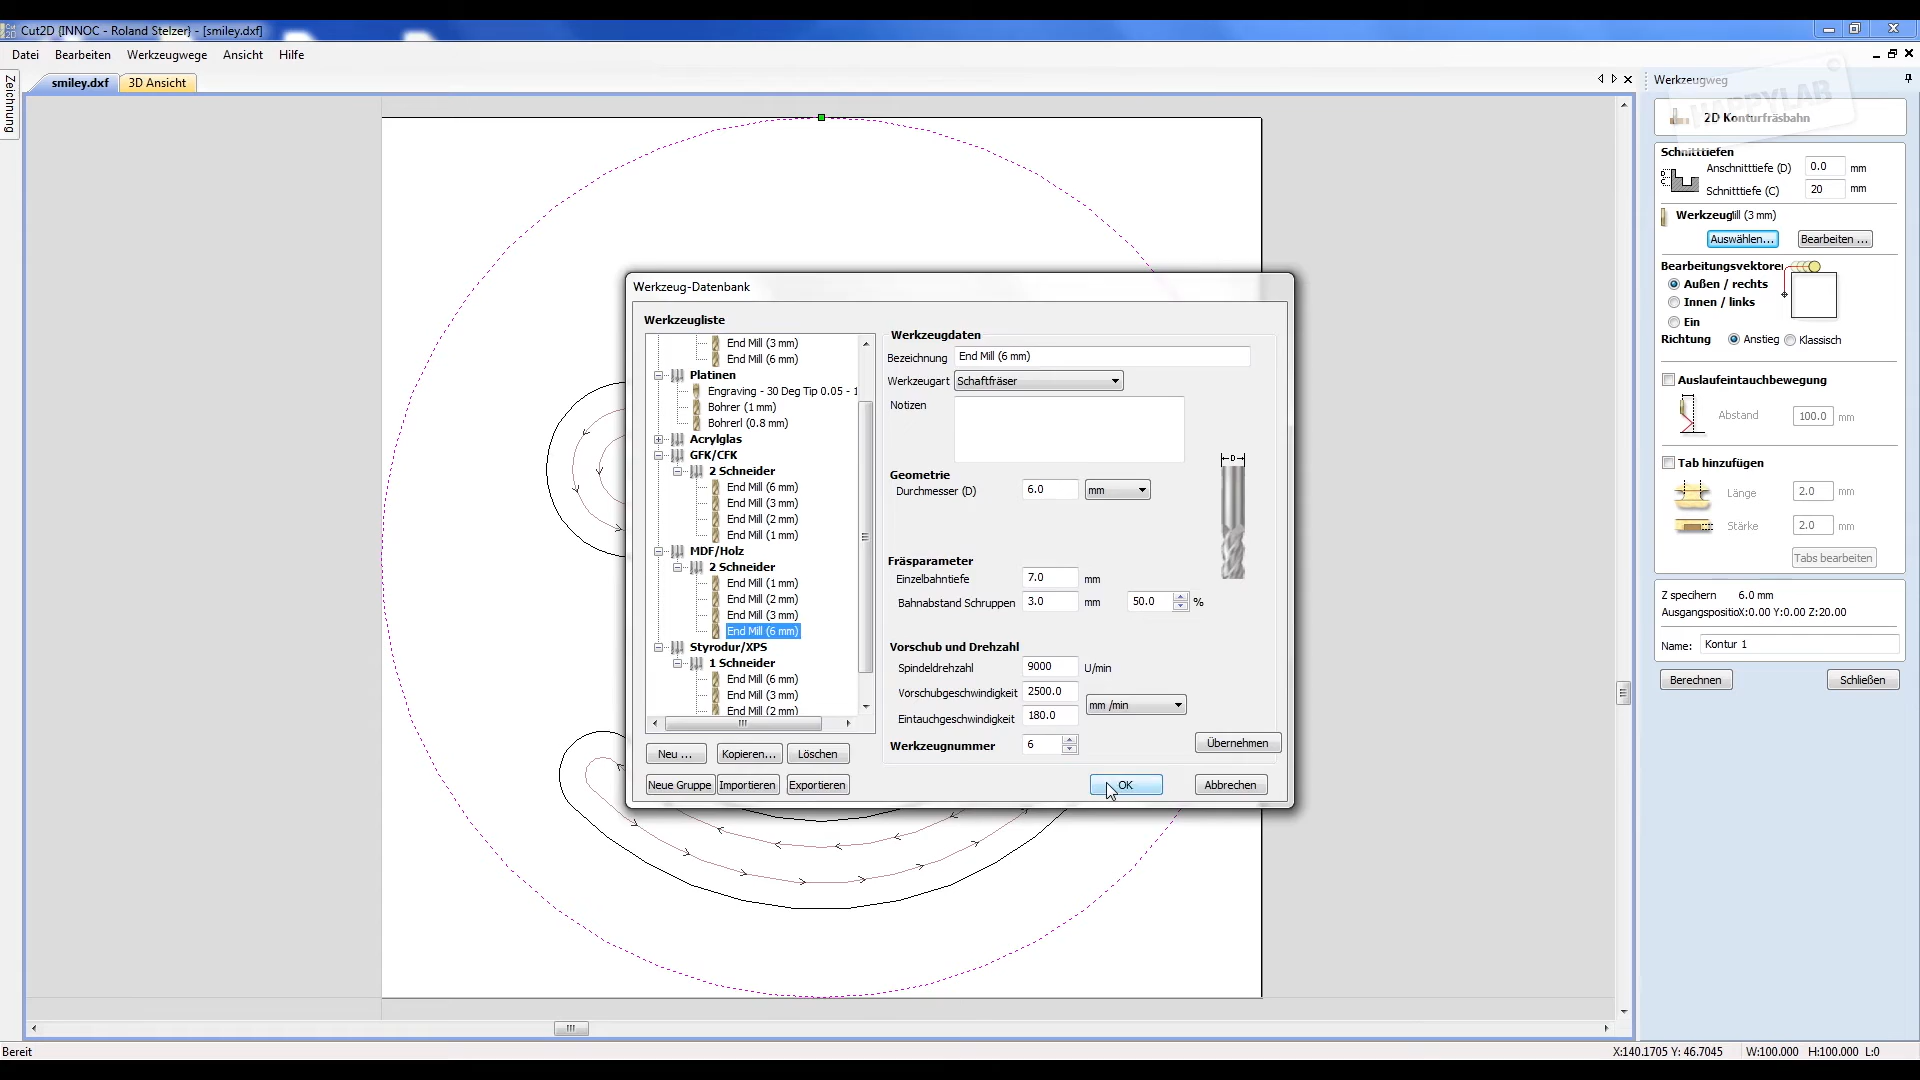 Cut2D {INNOC - Roland Stelzer} - [smiley.dxf]
Datei Bearbeiten Werkzeugwege Ansicht Hilfe
Zeichnung
smiley.dxf 3D Ansicht
Werkzeug-Datenbank
Werkzeugliste
End Mill (3 mm)
End Mill (6 mm)
Platinen
Engraving - 30 Deg Tip 0.05 - 1
Bohrer (1 mm)
Bohrerl (0.8 mm)
Acrylglas
GFK/CFK
2 Schneider
End Mill (6 mm)
End Mill (3 mm)
End Mill (2 mm)
End Mill (1 mm)
MDF/Holz
2 Schneider
End Mill (1 mm)
End Mill (2 mm)
End Mill (3 mm)
End Mill (6 mm)
Styrodur/XPS
1 Schneider
End Mill (6 mm)
End Mill (3 mm)
End Mill (2 mm)
Neu ... Kopieren... Löschen
Neue Gruppe Importieren Exportieren
Werkzeugdaten
Bezeichnung End Mill (6 mm)
Werkzeugart Schaftfräser
Notizen
D
Geometrie
Durchmesser (D) 6.0 mm
Fräsparameter
Einzelbahntiefe 7.0 mm
Bahnabstand Schruppen 3.0 mm 50.0 %
Vorschub und Drehzahl
Spindeldrehzahl 9000 U/min
Vorschubgeschwindigkeit 2500.0 mm /min
Eintauchgeschwindigkeit 180.0
Werkzeugnummer 6 Übernehmen
OK Abbrechen
Werkzeugweg
HAPPYLAB
2D Konturfräsbahn
Schnitttiefen
Anschnitttiefe (D) 0.0 mm
Schnitttiefe (C) 20 mm
Werkzeug ill (3 mm)
Auswählen... Bearbeiten ...
Bearbeitungsvektore
Außen / rechts
Innen / links
Ein
Richtung Anstieg Klassisch
Auslaufeintauchbewegung
Abstand 100.0 mm
Tab hinzufügen
Länge 2.0 mm
Stärke 2.0 mm
Tabs bearbeiten
Z speichern 6.0 mm
Ausgangspositio X:0.00 Y:0.00 Z:20.00
Name: Kontur 1
Berechnen Schließen
Bereit X:140.1705 Y: 46.7045 W:100.000 H:100.000 L:0